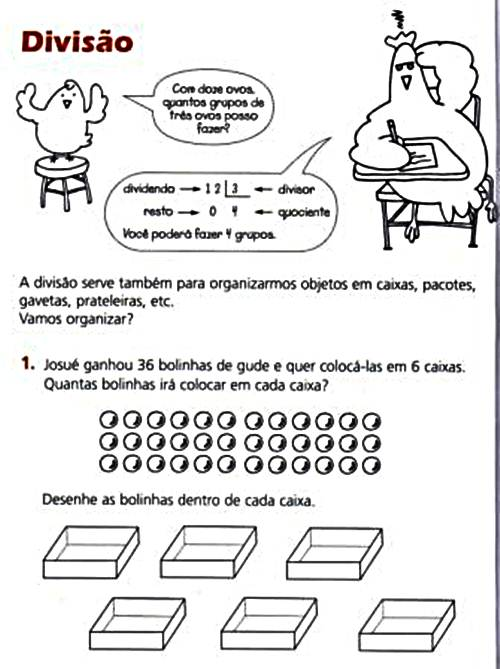 Divisão
Com doze ovos,
quantos grupos de
três ovos posso
fazer?
dividendo → 12 | 3 ← divisor
resto → 0 4 ← quociente
Você poderá fazer 4 grupos.
A divisão serve também para organizarmos objetos em caixas, pacotes,
gavetas, prateleiras, etc.
Vamos organizar?
1. Josué ganhou 36 bolinhas de gude e quer colocá-las em 6 caixas.
Quantas bolinhas irá colocar em cada caixa?
Desenhe as bolinhas dentro de cada caixa.